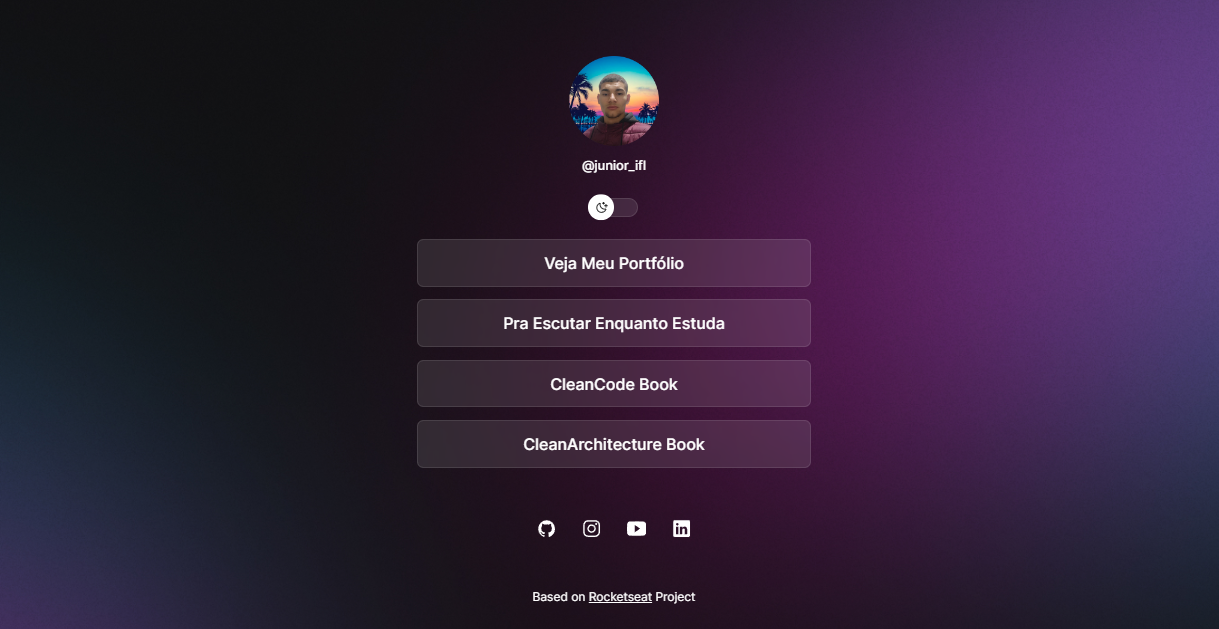 @junior_ifl
Veja Meu Portfólio
Pra Escutar Enquanto Estuda
CleanCode Book
CleanArchitecture Book
Based on Rocketseat Project